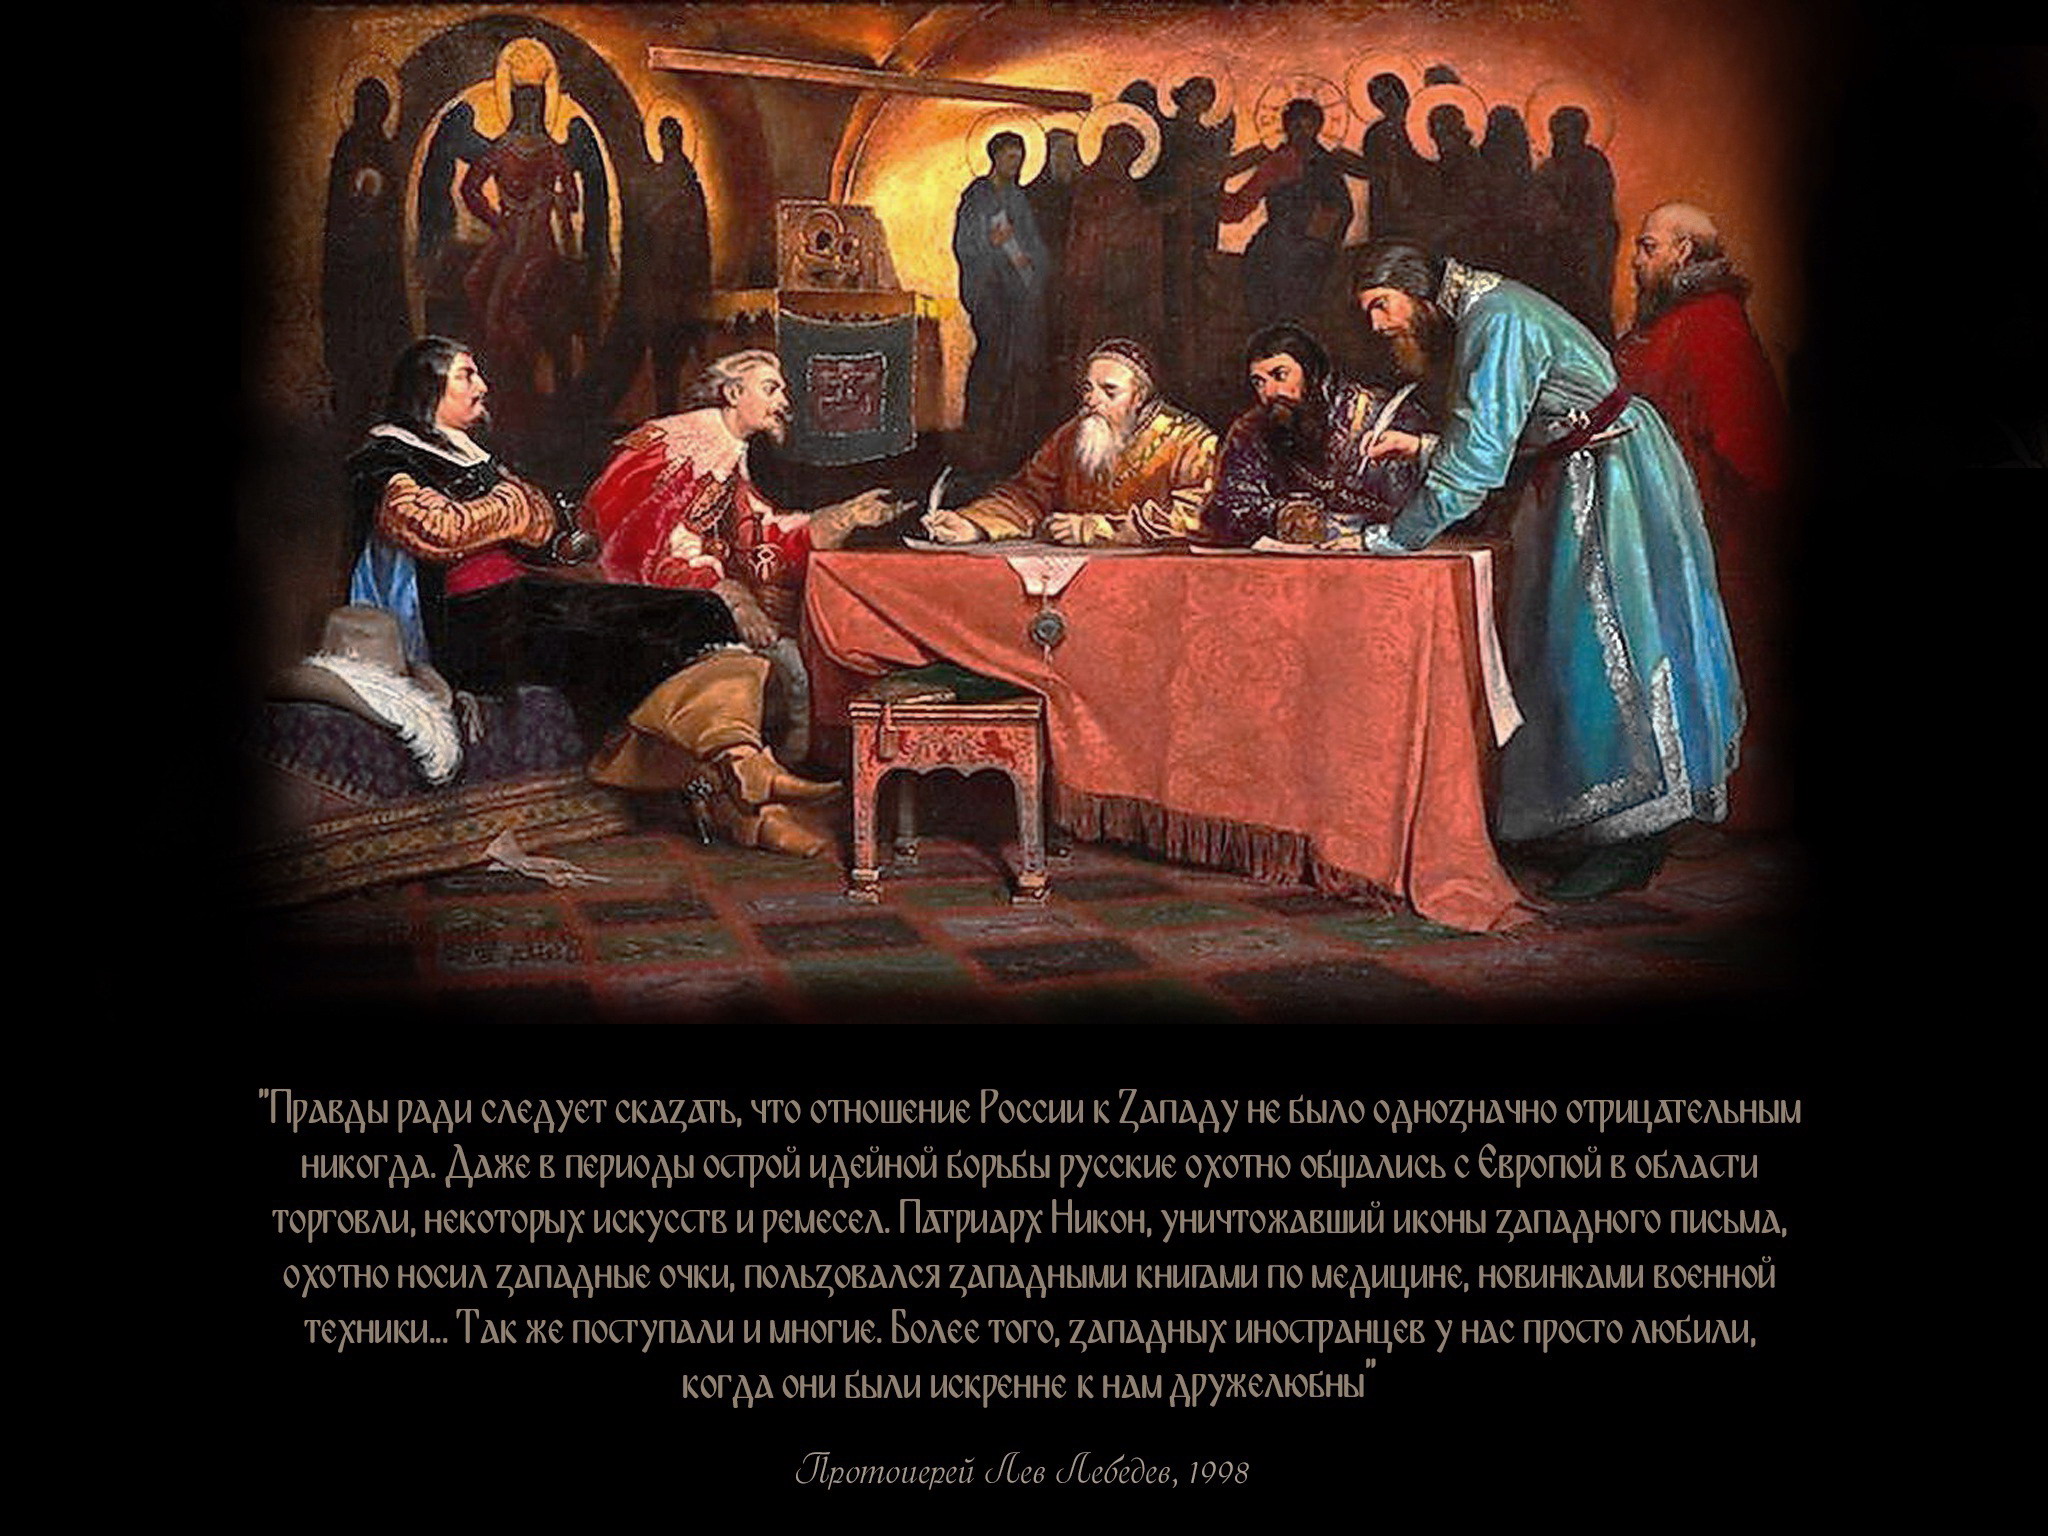 "Правды ради следует сказать, что отношение России к Западу не было однозначно отрицательным
никогда. Даже в периоды острой идейной борьбы русские охотно общались с Европой в области
торговли, некоторых искусств и ремесел. Патриарх Никон, уничтожавший иконы западного письма,
охотно носил западные очки, пользовался западными книгами по медицине, новинками военной
техники... Так же поступали и многие. Более того, западных иностранцев у нас просто любили,
когда они были искренне к нам дружелюбны"
Протоиерей Лев Лебедев, 1998